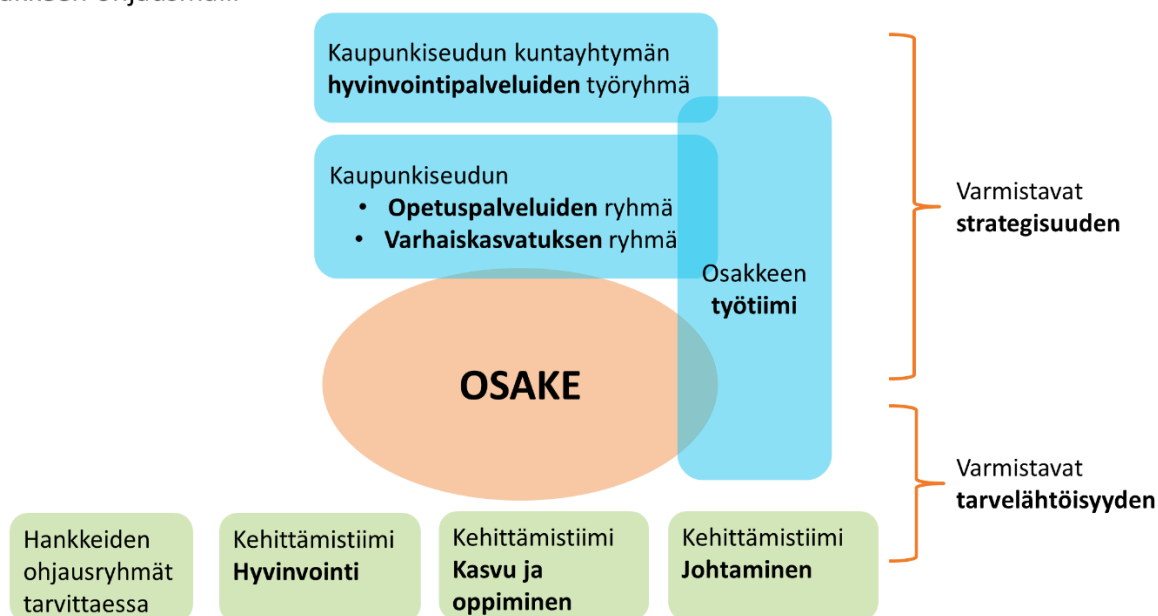 Kaupunkiseudun kuntayhtymän
hyvinvointipalveluiden työryhmä
Kaupunkiseudun
• Opetuspalveluiden ryhmä
• Varhaiskasvatuksen ryhmä
Osakkeen
työtiimi
OSAKE
Varmistavat
strategisuuden
Varmistavat
tarvelähtöisyyden
Hankkeiden
ohjausryhmät
tarvittaessa
Kehittämistiimi
Hyvinvointi
Kehittämistiimi
Kasvu ja
oppiminen
Kehittämistiimi
Johtaminen